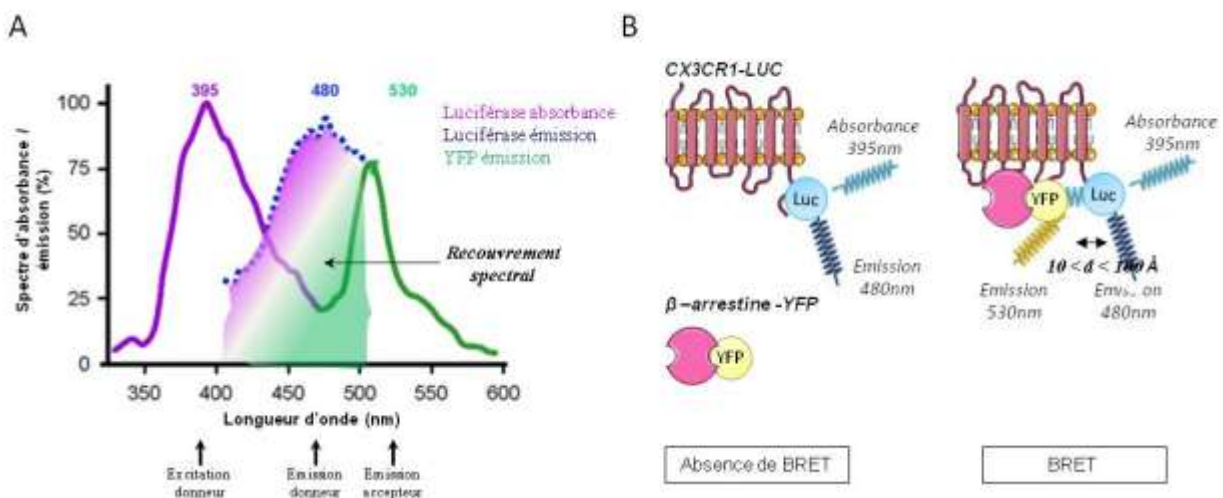 A
395
480
530
Luciférase absorbance
Luciférase émission
YFP émission
Spectre d'absorbance /
émission (%)
100
75
50
25
0
Recouvrement
spectral
350
400
450
500
550
600
Longueur d'onde (nm)
Excitation
donneur
Emission
donneur
Emission
accepteur
B
CX3CR1-LUC
Absorbance
395nm
Luc
Emission
480nm
β-arrestine -YFP
YFP
Absence de BRET
Absorbance
395nm
YFP
Luc
10 < d < 100 Å
Emission
530nm
480nm
BRET